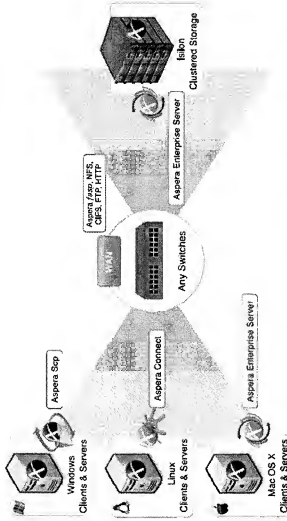 Windows
Clients & Servers
Aspera Scp
Linux
Clients & Servers
Aspera Connect
Mac OS X
Clients & Servers
Aspera Enterprise Server
WAN
Aspera fasp, NFS,
CIFS, FTP, HTTP
Any Switches
Aspera Enterprise Server
Isilon
Clustered Storage